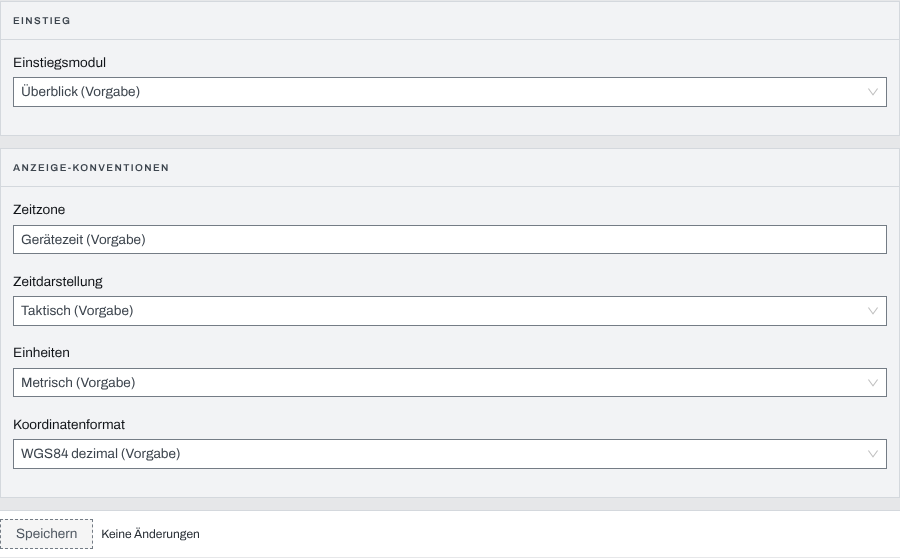 EINSTIEG
Einstiegsmodul
Überblick (Vorgabe)
ANZEIGE-KONVENTIONEN
Zeitzone
Gerätezeit (Vorgabe)
Zeitdarstellung
Taktisch (Vorgabe)
Einheiten
Metrisch (Vorgabe)
Koordinatenformat
WGS84 dezimal (Vorgabe)
Speichern Keine Änderungen